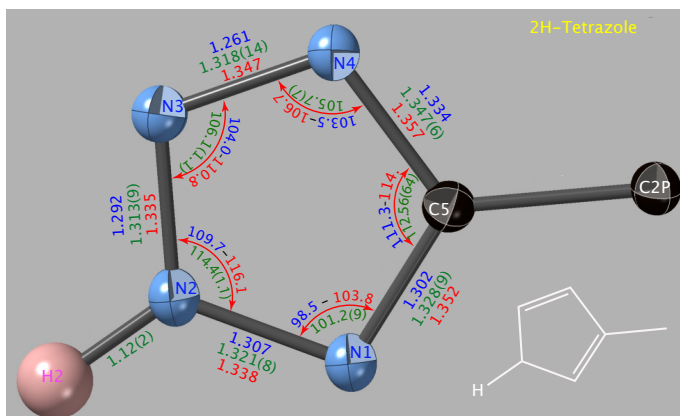 2H-Tetrazole
1.261
1.318(14)
1.347
N4
N3
103.5-106.7
105.7(7)
104.0-110.8
106.1(1.1)
1.334
1.347(6)
1.357
C2P
C5
111.3-114.
112.56(64)
1.292
1.313(9)
1.335
109.7-116.1
114.4(1.1)
N2
98.5 - 103.8
101.2(9)
1.302
1.328(9)
1.352
1.12(2)
H2
1.307
1.321(8)
1.338
N1
H